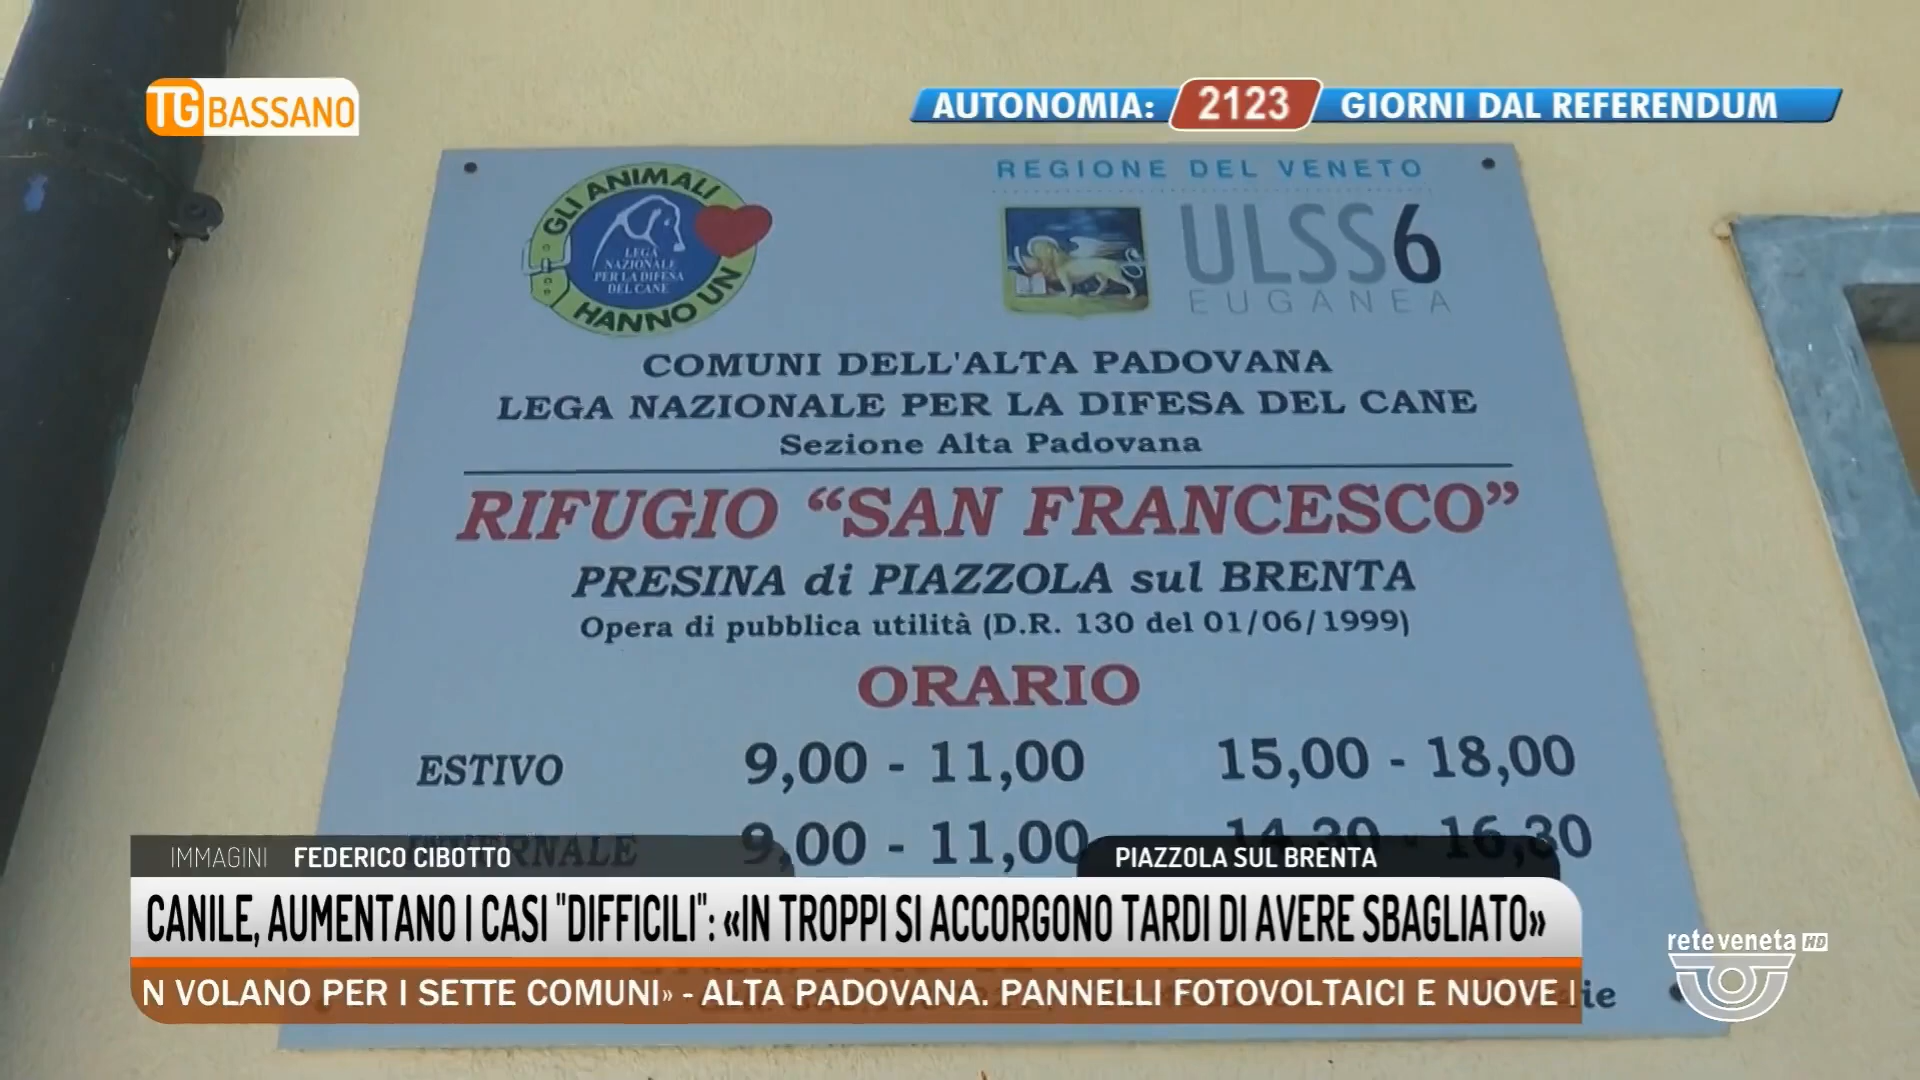 TG BASSANO
AUTONOMIA: 2123 GIORNI DAL REFERENDUM
GLI ANIMALI
HANNO UN
LEGA
NAZIONALE
PER LA DIFESA
DEL CANE
REGIONE DEL VENETO
ULSS6
EUGANEA
COMUNI DELL'ALTA PADOVANA
LEGA NAZIONALE PER LA DIFESA DEL CANE
Sezione Alta Padovana
RIFUGIO “SAN FRANCESCO”
PRESINA di PIAZZOLA sul BRENTA
Opera di pubblica utilità (D.R. 130 del 01/06/1999)
ORARIO
ESTIVO 9,00 - 11,00 15,00 - 18,00
9,00 - 11,00 14,30 - 16,30
IMMAGINI FEDERICO CIBOTTO
PIAZZOLA SUL BRENTA
CANILE, AUMENTANO I CASI "DIFFICILI": «IN TROPPI SI ACCORGONO TARDI DI AVERE SBAGLIATO»
N VOLANO PER I SETTE COMUNI» - ALTA PADOVANA. PANNELLI FOTOVOLTAICI E NUOVE
reteveneta HD